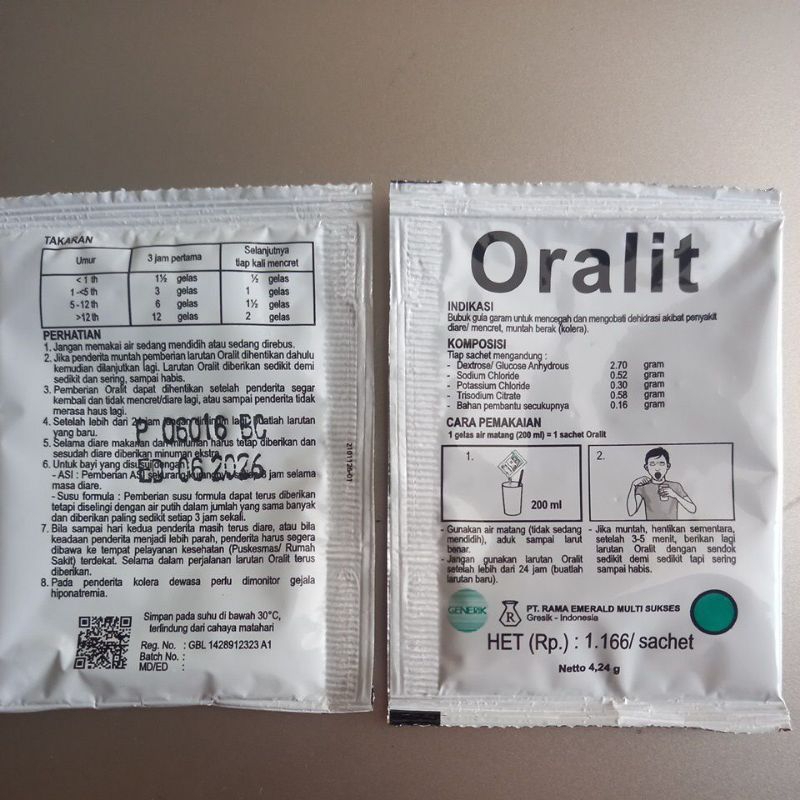 TAKARAN
Umur 3 jam pertama Selanjutnya tiap kali mencret
< 1 th 1½ gelas ½ gelas
1 -<5 th 3 gelas 1 gelas
5 -12 th 6 gelas 1½ gelas
>12 th 12 gelas 2 gelas
PERHATIAN
1. Jangan memakai air sedang mendidih atau sedang direbus.
2. Jika penderita muntah pemberian larutan Oralit dihentikan dahulu
kemudian dilanjutkan lagi. Larutan Oralit diberikan sedikit demi
sedikit dan sering, sampai habis.
3. Pemberian Oralit dapat dihentikan setelah penderita segar
kembali dan tidak mencret/diare lagi, atau sampai penderita tidak
merasa haus lagi.
4. Setelah lebih dari
buatlah larutan
yang baru.
P 06016 BC
5. Selama diare makanan dan minuman harus tetap diberikan dan
sesudah diare diberikan minuman ekstra.
ED 06 2026
6. Untuk bayi yang disusui dengan
- ASI : Pemberian ASI jam selama
masa diare.
- Susu formula : Pemberian susu formula dapat terus diberikan
tetapi diselingi dengan air putih dalam jumlah yang sama banyak
dan diberikan paling sedikit setiap 3 jam sekali.
7. Bila sampai hari kedua penderita masih terus diare, atau bila
keadaan penderita menjadi lebih parah, penderita harus segera
dibawa ke tempat pelayanan kesehatan (Puskesmas/ Rumah
Sakit) terdekat. Selama dalam perjalanan larutan Oralit terus
diberikan.
8. Pada penderita kolera dewasa perlu dimonitor gejala
hiponatremia.
Simpan pada suhu di bawah 30°C,
terlindung dari cahaya matahari
Reg. No. : GBL 1428912323 A1
Batch No. :
MD/ED :
Oralit
INDIKASI
Bubuk gula garam untuk mencegah dan mengobati dehidrasi akibat penyakit
diare/ mencret, muntah berak (kolera).
KOMPOSISI
Tiap sachet mengandung :
- Dextrose/ Glucose Anhydrous 2.70 gram
- Sodium Chloride 0.52 gram
- Potassium Chloride 0.30 gram
- Trisodium Citrate 0.58 gram
- Bahan pembantu secukupnya 0.16 gram
CARA PEMAKAIAN
1 gelas air matang (200 ml) = 1 sachet Oralit
1.
200 ml
2.
- Gunakan air matang (tidak sedang
mendidih), aduk sampai larut
benar.
- Jangan gunakan larutan Oralit
setelah lebih dari 24 jam (buatlah
larutan baru).
- Jika muntah, hentikan sementara,
setelah 3-5 menit, berikan lagi
larutan Oralit dengan sendok
sedikit demi sedikit tapi sering
sampai habis.
GENERIK
R
PT. RAMA EMERALD MULTI SUKSES
Gresik - Indonesia
HET (Rp.) : 1.166/ sachet
Netto 4,24 g